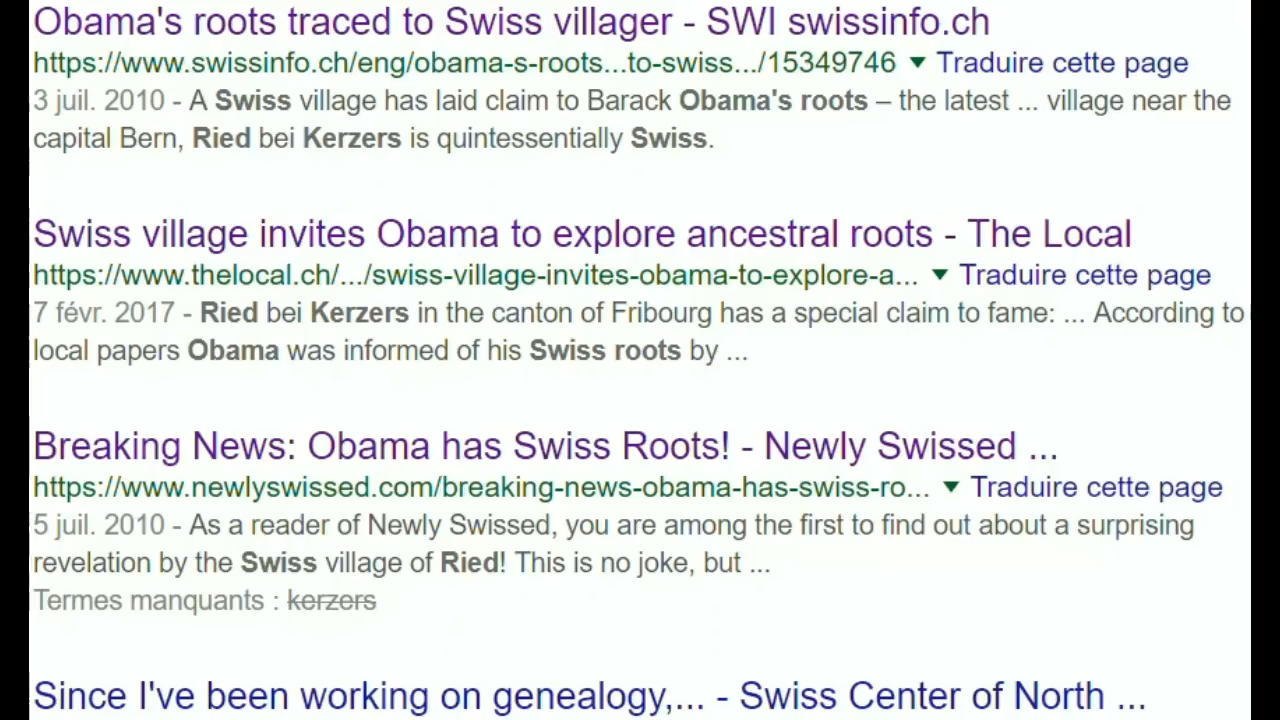 Obama's roots traced to Swiss villager - SWI swissinfo.ch
https://www.swissinfo.ch/eng/obama-s-roots...to-swiss.../15349746 ▼ Traduire cette page
3 juil. 2010 - A Swiss village has laid claim to Barack Obama's roots – the latest ... village near the
capital Bern, Ried bei Kerzers is quintessentially Swiss.
Swiss village invites Obama to explore ancestral roots - The Local
https://www.thelocal.ch/.../swiss-village-invites-obama-to-explore-a... ▼ Traduire cette page
7 févr. 2017 - Ried bei Kerzers in the canton of Fribourg has a special claim to fame: ... According to
local papers Obama was informed of his Swiss roots by ...
Breaking News: Obama has Swiss Roots! - Newly Swissed ...
https://www.newlyswissed.com/breaking-news-obama-has-swiss-ro... ▼ Traduire cette page
5 juil. 2010 - As a reader of Newly Swissed, you are among the first to find out about a surprising
revelation by the Swiss village of Ried! This is no joke, but ...
Termes manquants : kerzers
Since I've been working on genealogy,... - Swiss Center of North ...